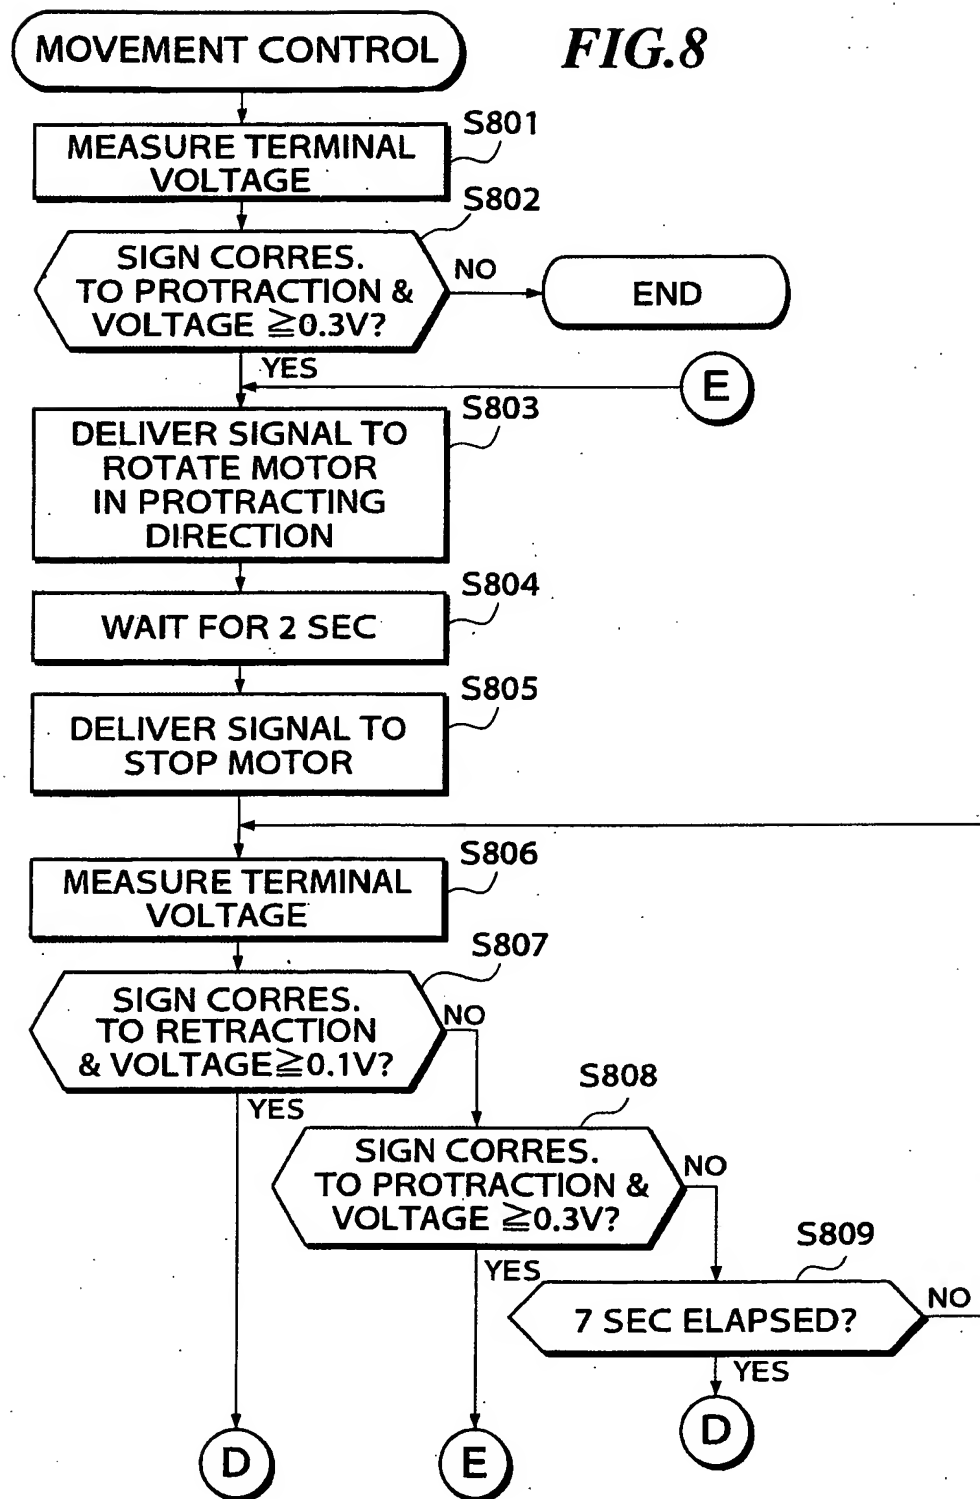 MOVEMENT CONTROL
FIG.8
S801
MEASURE TERMINAL
VOLTAGE
S802
SIGN CORRES.
TO PROTRACTION &
VOLTAGE ≧0.3V?
NO
END
YES
E
S803
DELIVER SIGNAL TO
ROTATE MOTOR
IN PROTRACTING
DIRECTION
S804
WAIT FOR 2 SEC
S805
DELIVER SIGNAL TO
STOP MOTOR
S806
MEASURE TERMINAL
VOLTAGE
S807
SIGN CORRES.
TO RETRACTION
& VOLTAGE≧0.1V?
NO
YES
S808
SIGN CORRES.
TO PROTRACTION &
VOLTAGE ≧0.3V?
NO
YES
S809
7 SEC ELAPSED?
NO
YES
D
E
D